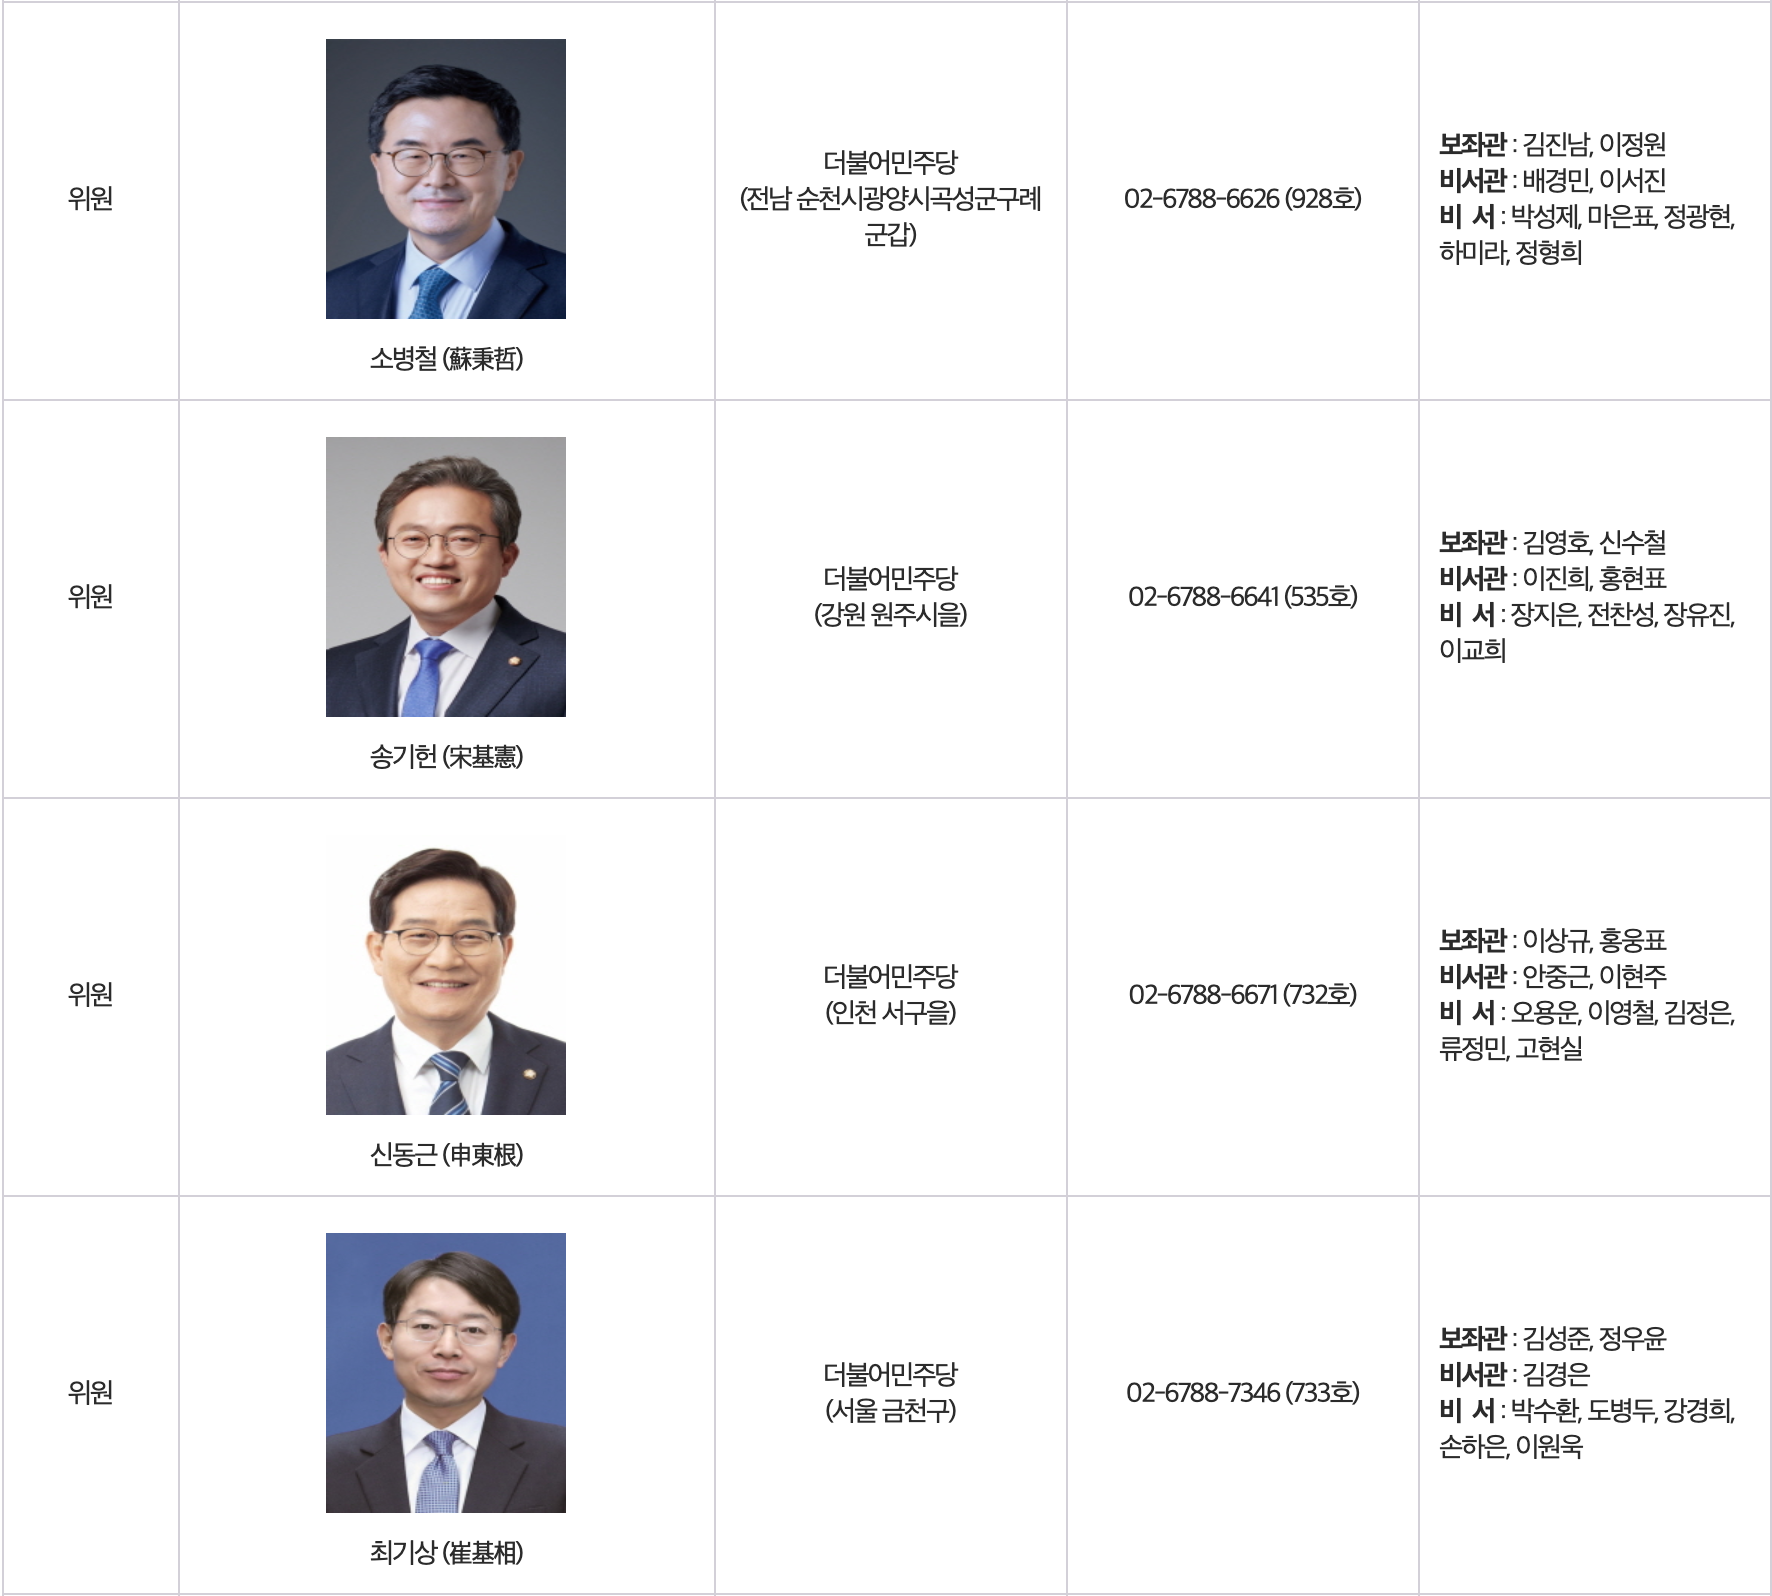 위원
소병철 (蘇秉哲)
더불어민주당
(전남 순천시광양시곡성군구례
군갑)
02-6788-6626 (928호)
보좌관 : 김진남, 이정원
비서관 : 배경민, 이서진
비 서 : 박성제, 마은표, 정광현,
하미라, 정형희
위원
송기헌 (宋基憲)
더불어민주당
(강원 원주시을)
02-6788-6641 (535호)
보좌관 : 김영호, 신수철
비서관 : 이진희, 홍현표
비 서 : 장지은, 전찬성, 장유진,
이교희
위원
신동근 (申東根)
더불어민주당
(인천 서구을)
02-6788-6671 (732호)
보좌관 : 이상규, 홍웅표
비서관 : 안중근, 이현주
비 서 : 오용운, 이영철, 김정은,
류정민, 고현실
위원
최기상 (崔基相)
더불어민주당
(서울 금천구)
02-6788-7346 (733호)
보좌관 : 김성준, 정우윤
비서관 : 김경은
비 서 : 박수환, 도병두, 강경희,
손하은, 이원욱